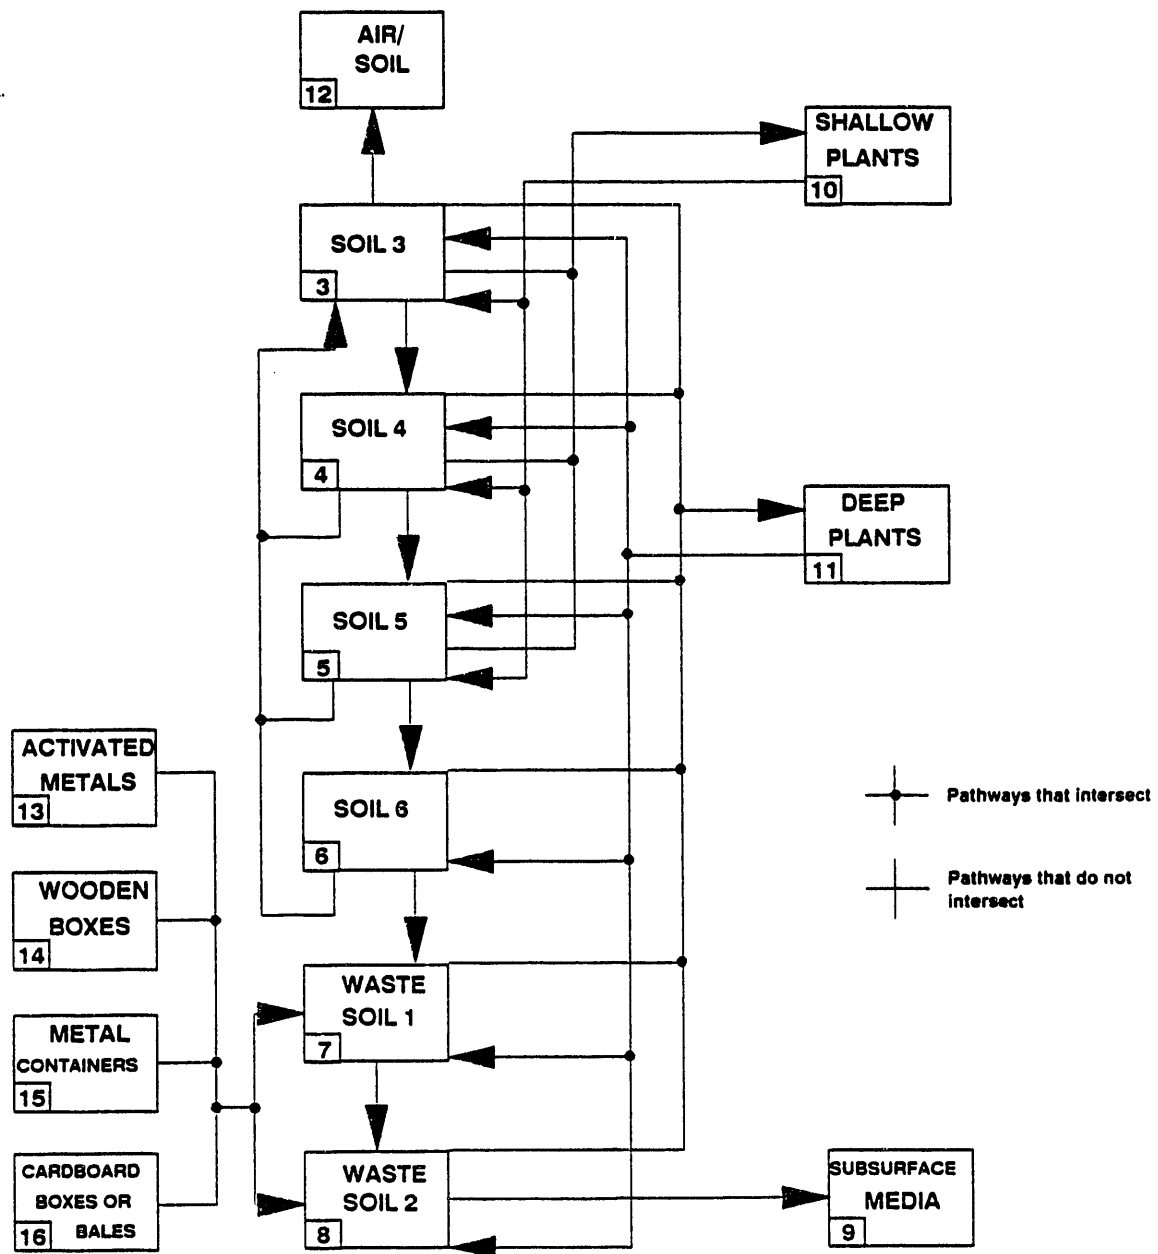 AIR/
SOIL
12
SHALLOW
PLANTS
10
SOIL 3
3
SOIL 4
4
DEEP
PLANTS
11
SOIL 5
5
ACTIVATED
METALS
13
SOIL 6
6
Pathways that intersect
Pathways that do not
intersect
WOODEN
BOXES
14
WASTE
SOIL 1
7
METAL
CONTAINERS
15
CARDBOARD
BOXES OR
BALES
16
WASTE
SOIL 2
8
SUBSURFACE
MEDIA
9